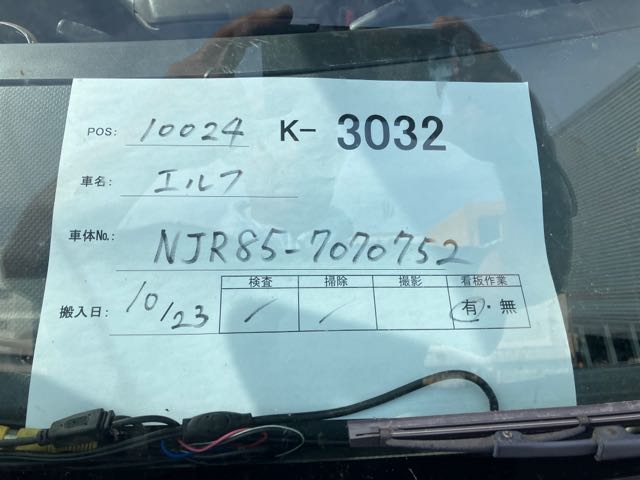 POS: 10024 K- 3032
車名: エルフ
車体No.: NJR85-7070752
検査 掃除 撮影 看板作業
搬入日: 10/23 / / 有・無